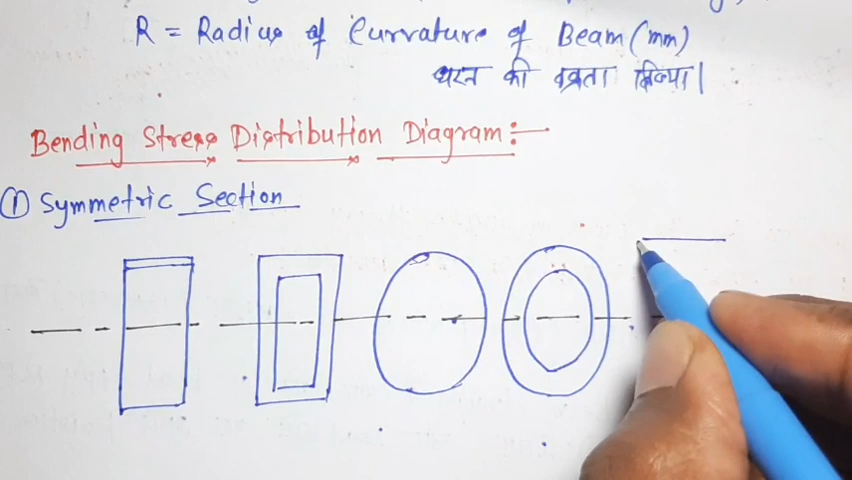 R = Radius of Curvature of Beam (mm)
धरन की वक्रता त्रिज्या।
Bending Stress Distribution Diagram:-
① Symmetric Section